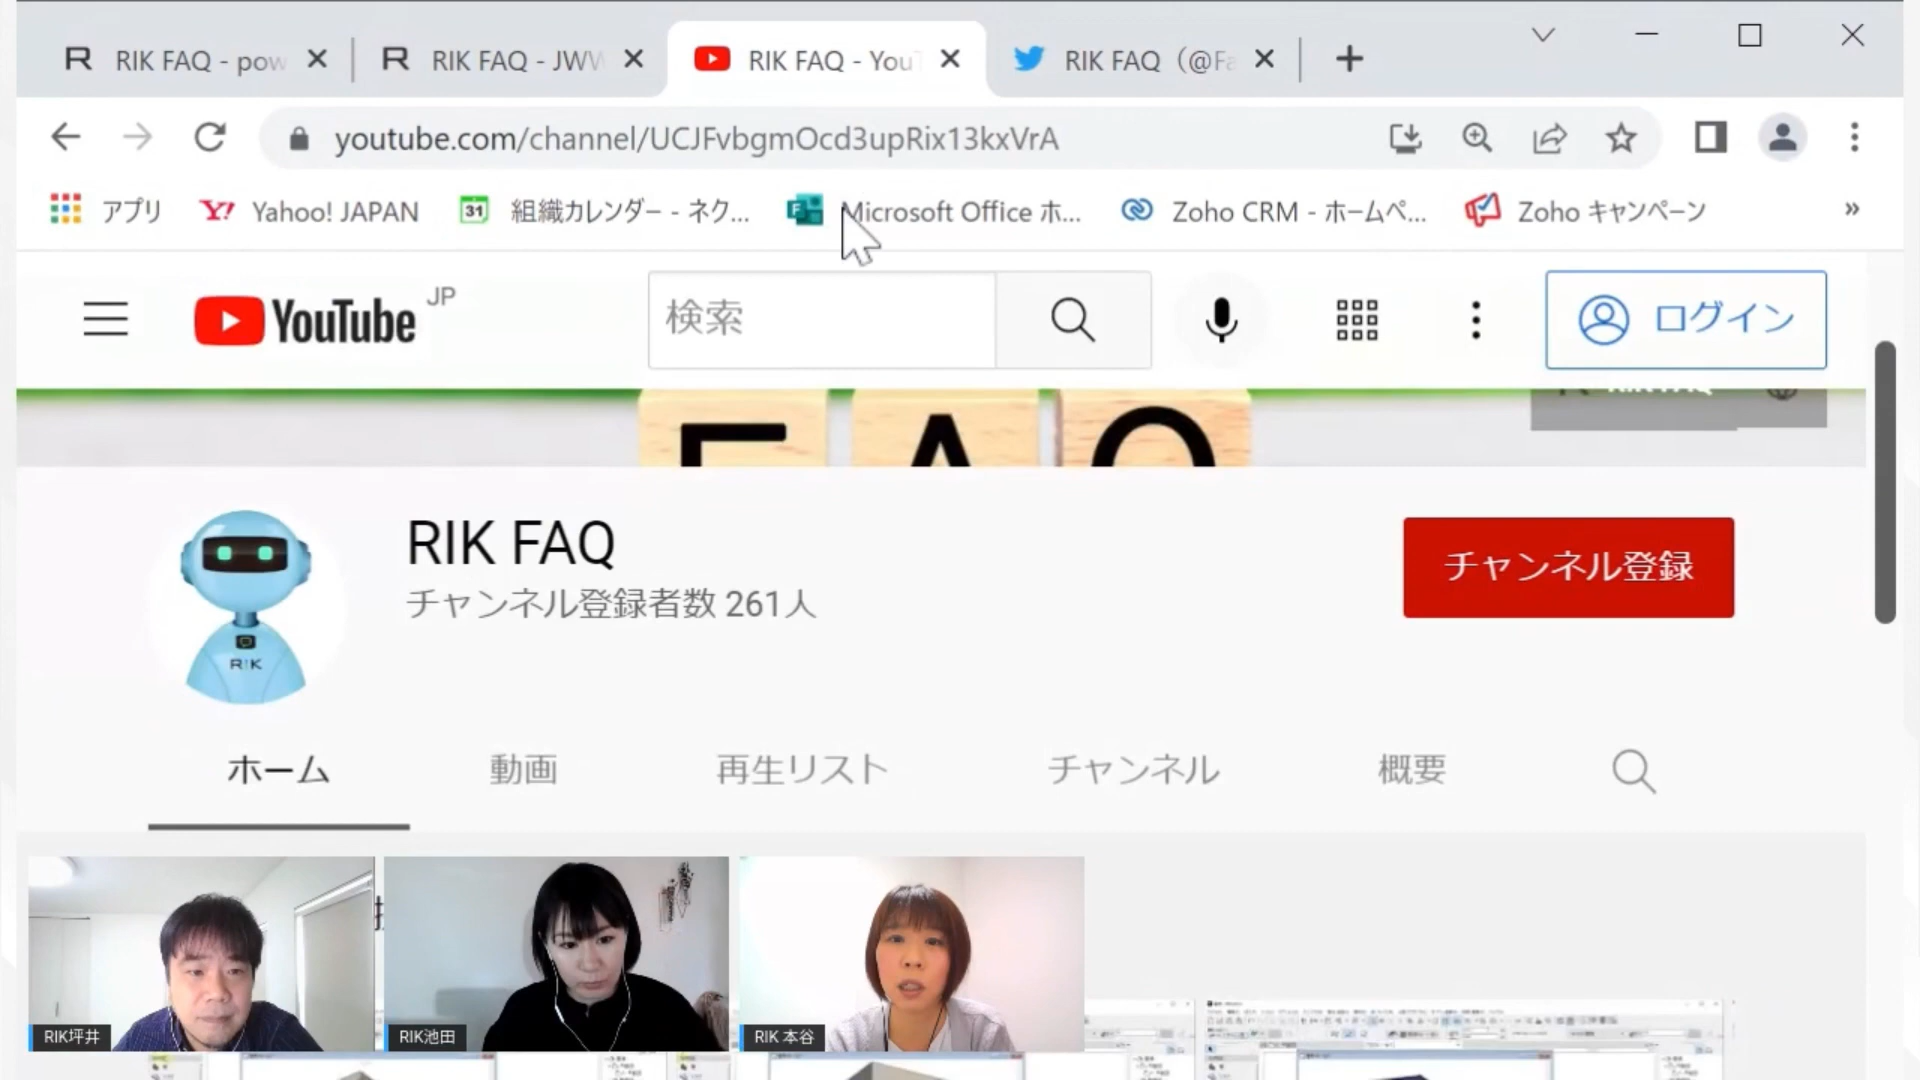 RIK FAQ - pow
RIK FAQ - JWW
RIK FAQ - You
RIK FAQ（@Fa
youtube.com/channel/UCJFvbgmOcd3upRix13kxVrA
アプリ
Yahoo! JAPAN
31
組織カレンダー - ネク...
Microsoft Office ホ...
Zoho CRM - ホームペ...
Zoho キャンペーン
»
YouTube JP
検索
ログイン
FAQ
RIK
RIK FAQ
チャンネル登録者数 261人
チャンネル登録
ホーム
動画
再生リスト
チャンネル
概要
RIK坪井
RIK池田
RIK 本谷